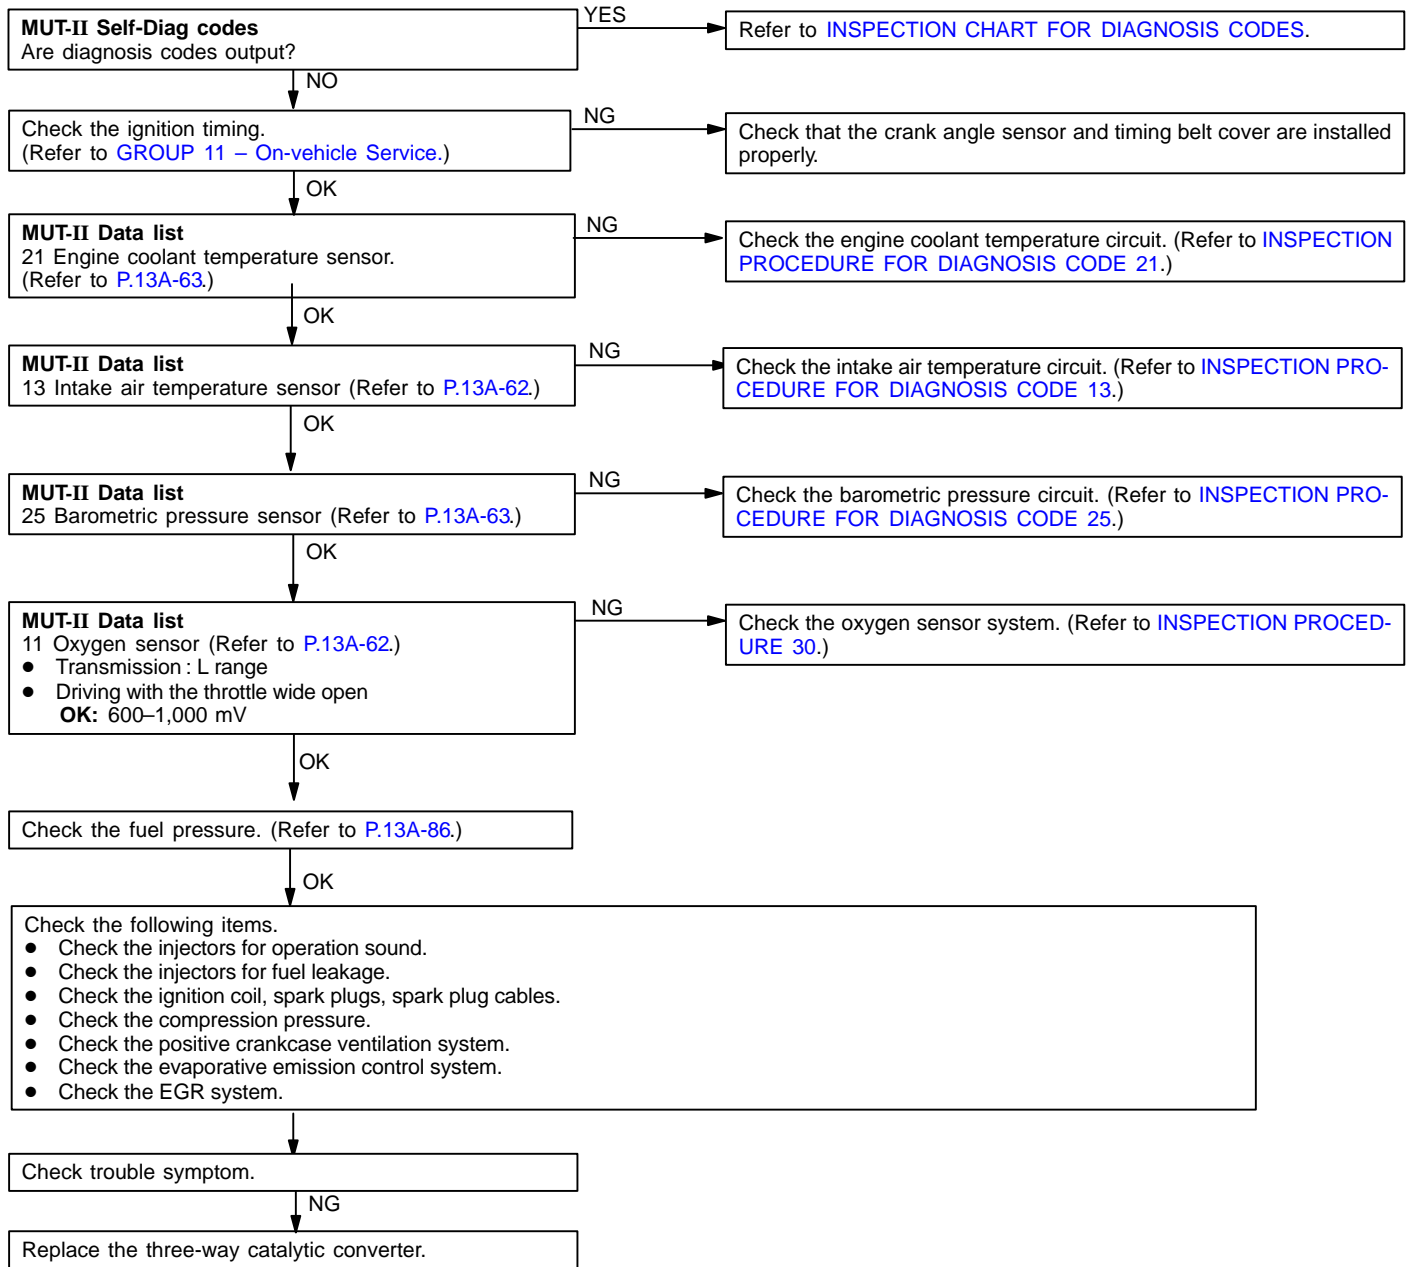 MUT-II Self-Diag codes
Are diagnosis codes output?
YES
Refer to INSPECTION CHART FOR DIAGNOSIS CODES.
NO
Check the ignition timing.
(Refer to GROUP 11 – On-vehicle Service.)
NG
Check that the crank angle sensor and timing belt cover are installed
properly.
OK
MUT-II Data list
21 Engine coolant temperature sensor.
(Refer to P.13A-63.)
NG
Check the engine coolant temperature circuit. (Refer to INSPECTION
PROCEDURE FOR DIAGNOSIS CODE 21.)
OK
MUT-II Data list
13 Intake air temperature sensor (Refer to P.13A-62.)
NG
Check the intake air temperature circuit. (Refer to INSPECTION PRO-
CEDURE FOR DIAGNOSIS CODE 13.)
OK
MUT-II Data list
25 Barometric pressure sensor (Refer to P.13A-63.)
NG
Check the barometric pressure circuit. (Refer to INSPECTION PRO-
CEDURE FOR DIAGNOSIS CODE 25.)
OK
MUT-II Data list
11 Oxygen sensor (Refer to P.13A-62.)
● Transmission : L range
● Driving with the throttle wide open
OK: 600–1,000 mV
NG
Check the oxygen sensor system. (Refer to INSPECTION PROCED-
URE 30.)
OK
Check the fuel pressure. (Refer to P.13A-86.)
OK
Check the following items.
● Check the injectors for operation sound.
● Check the injectors for fuel leakage.
● Check the ignition coil, spark plugs, spark plug cables.
● Check the compression pressure.
● Check the positive crankcase ventilation system.
● Check the evaporative emission control system.
● Check the EGR system.
Check trouble symptom.
NG
Replace the three-way catalytic converter.